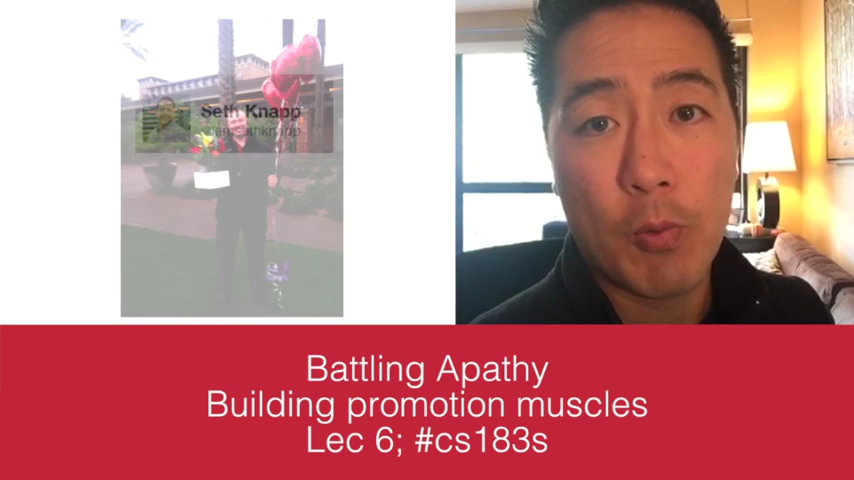 Seth Knapp
Battling Apathy
Building promotion muscles
Lec 6; #cs183s